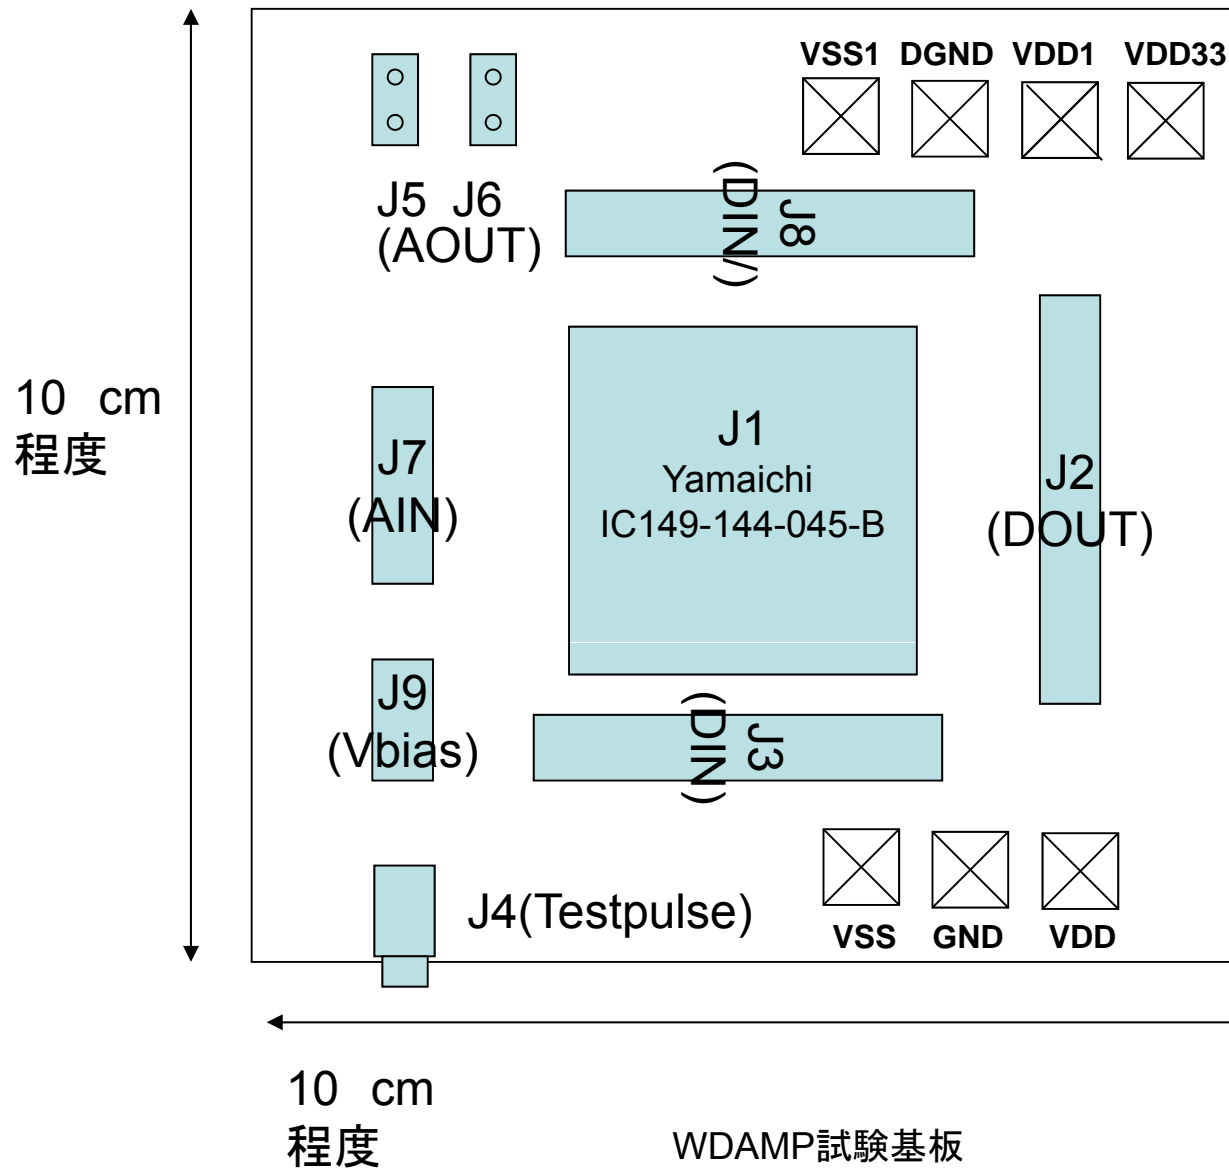 VSS1 DGND VDD1 VDD33
J5 J6
(AOUT)
J8
(DIN/)
10 cm
程度
J7
(AIN)
J1
Yamaichi
IC149-144-045-B
J2
(DOUT)
J9
(Vbias)
J3
(DIN)
J4(Testpulse)
VSS GND VDD
10 cm
程度
WDAMP試験基板